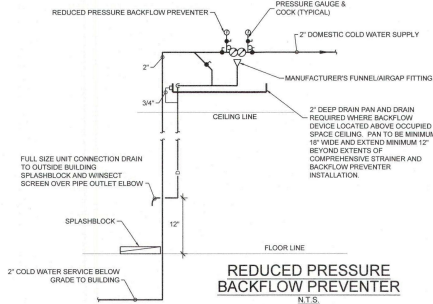 REDUCED PRESSURE BACKFLOW PREVENTER
PRESSURE GAUGE &
COCK (TYPICAL)
2" DOMESTIC COLD WATER SUPPLY
2"
MANUFACTURER'S FUNNEL/AIRGAP FITTING
3/4"
CEILING LINE
2" DEEP DRAIN PAN AND DRAIN
REQUIRED WHERE BACKFLOW
DEVICE LOCATED ABOVE OCCUPIED
SPACE CEILING. PAN TO BE MINIMUM
18" WIDE AND EXTEND MINIMUM 12"
BEYOND EXTENTS OF
COMPREHENSIVE STRAINER AND
BACKFLOW PREVENTER
INSTALLATION.
FULL SIZE UNIT CONNECTION DRAIN
TO OUTSIDE BUILDING
SPLASHBLOCK AND W/INSECT
SCREEN OVER PIPE OUTLET ELBOW
12"
SPLASHBLOCK
FLOOR LINE
2" COLD WATER SERVICE BELOW
GRADE TO BUILDING
REDUCED PRESSURE
BACKFLOW PREVENTER
N.T.S.